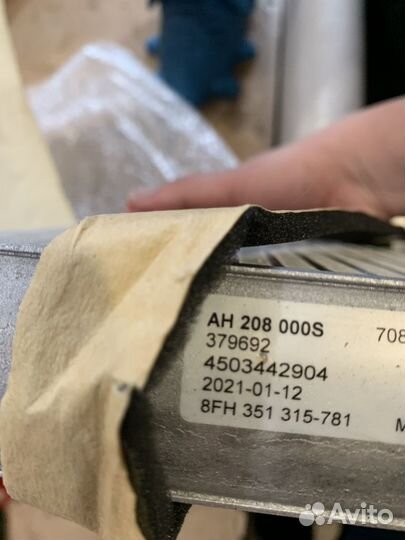 AH 208 000S 708
379692
4503442904
2021-01-12
8FH 351 315-781 M
Avito